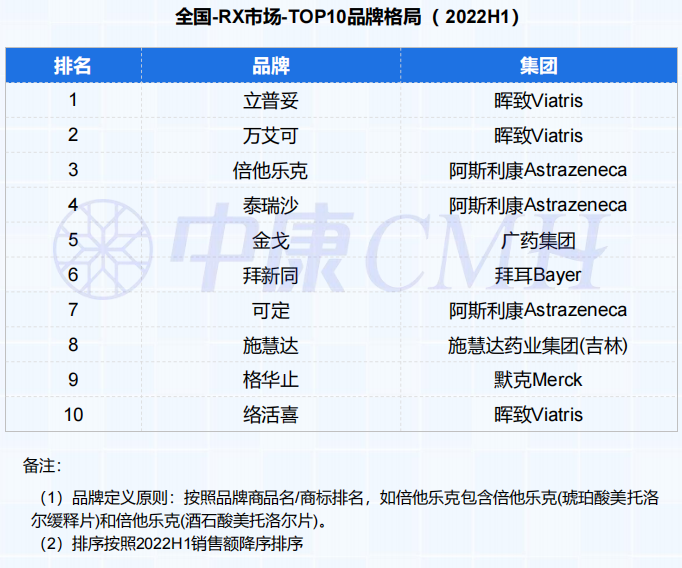 全国-RX市场-TOP10品牌格局（ 2022H1）
排名 品牌 集团
1 立普妥 晖致Viatris
2 万艾可 晖致Viatris
3 倍他乐克 阿斯利康Astrazeneca
4 泰瑞沙 阿斯利康Astrazeneca
5 金戈 广药集团
6 拜新同 拜耳Bayer
7 可定 阿斯利康Astrazeneca
8 施慧达 施慧达药业集团(吉林)
9 格华止 默克Merck
10 络活喜 晖致Viatris
中康CMH
备注：
（1）品牌定义原则：按照品牌商品名/商标排名，如倍他乐克包含倍他乐克(琥珀酸美托洛
尔缓释片)和倍他乐克(酒石酸美托洛尔片)。
（2）排序按照2022H1销售额降序排序